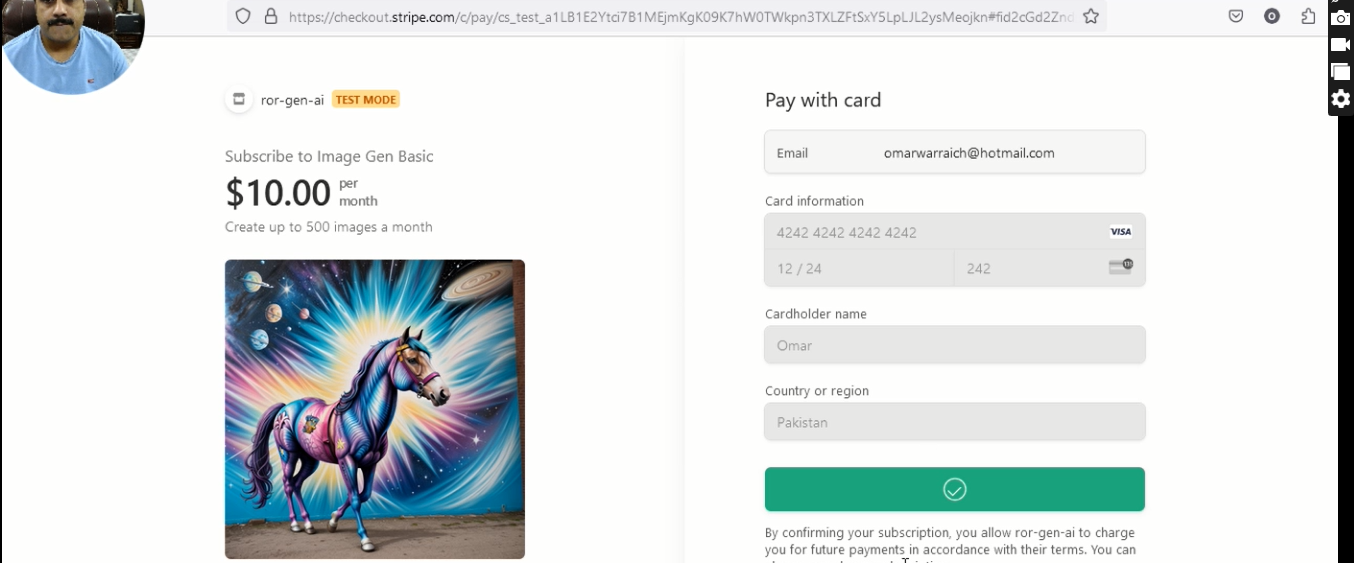 https://checkout.stripe.com/c/pay/cs_test_a1LB1E2Ytci7B1MEjmKgK09K7hW0TWkpn3TXLZFtSxY5LpLJL2ysMeojkn#fid2cGd2Znd
ror-gen-ai TEST MODE
Subscribe to Image Gen Basic
$10.00 per month
Create up to 500 images a month
Pay with card
Email omarwarraich@hotmail.com
Card information
4242 4242 4242 4242 VISA
12 / 24 242
Cardholder name
Omar
Country or region
Pakistan
By confirming your subscription, you allow ror-gen-ai to charge
you for future payments in accordance with their terms. You can